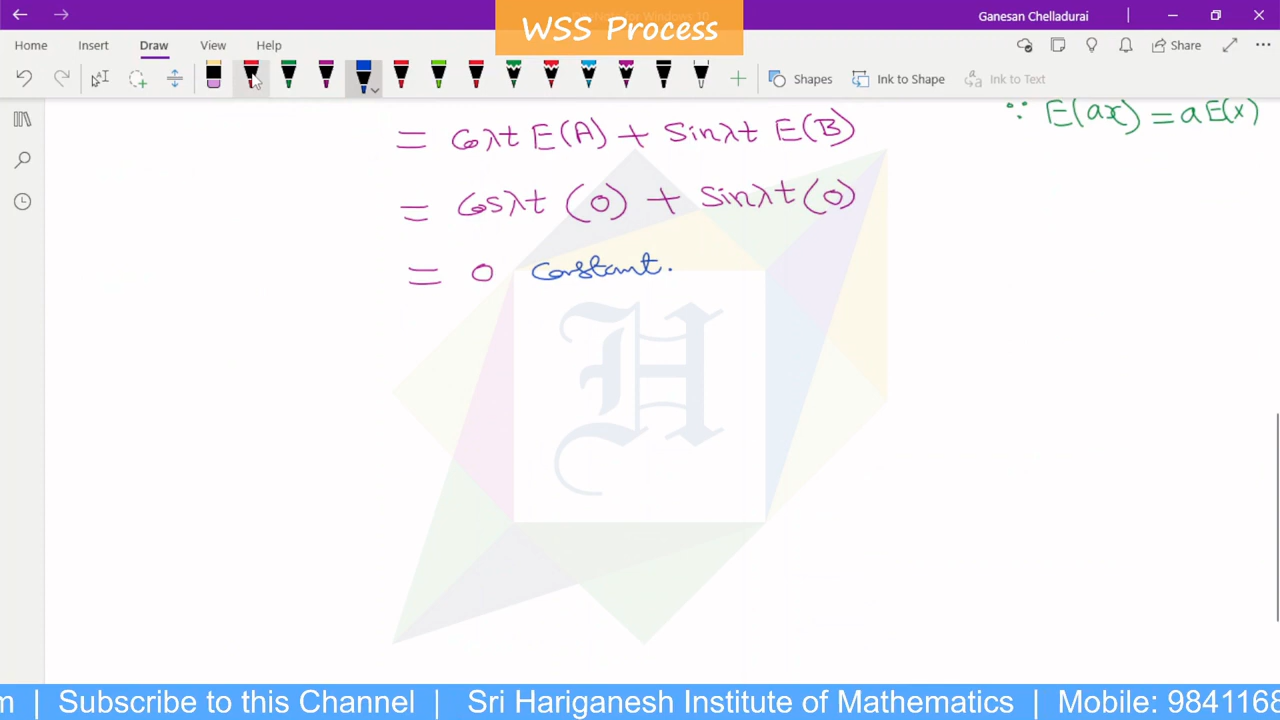 WSS Process
Ganesan Chelladurai
Home Insert Draw View Help
Share
Shapes Ink to Shape Ink to Text
∵ E(ax) = a E(x)
= Cosλt E(A) + Sinλt E(B)
= Cosλt (0) + Sinλt (0)
= 0 Constant.
H
m | Subscribe to this Channel | Sri Hariganesh Institute of Mathematics | Mobile: 9841168